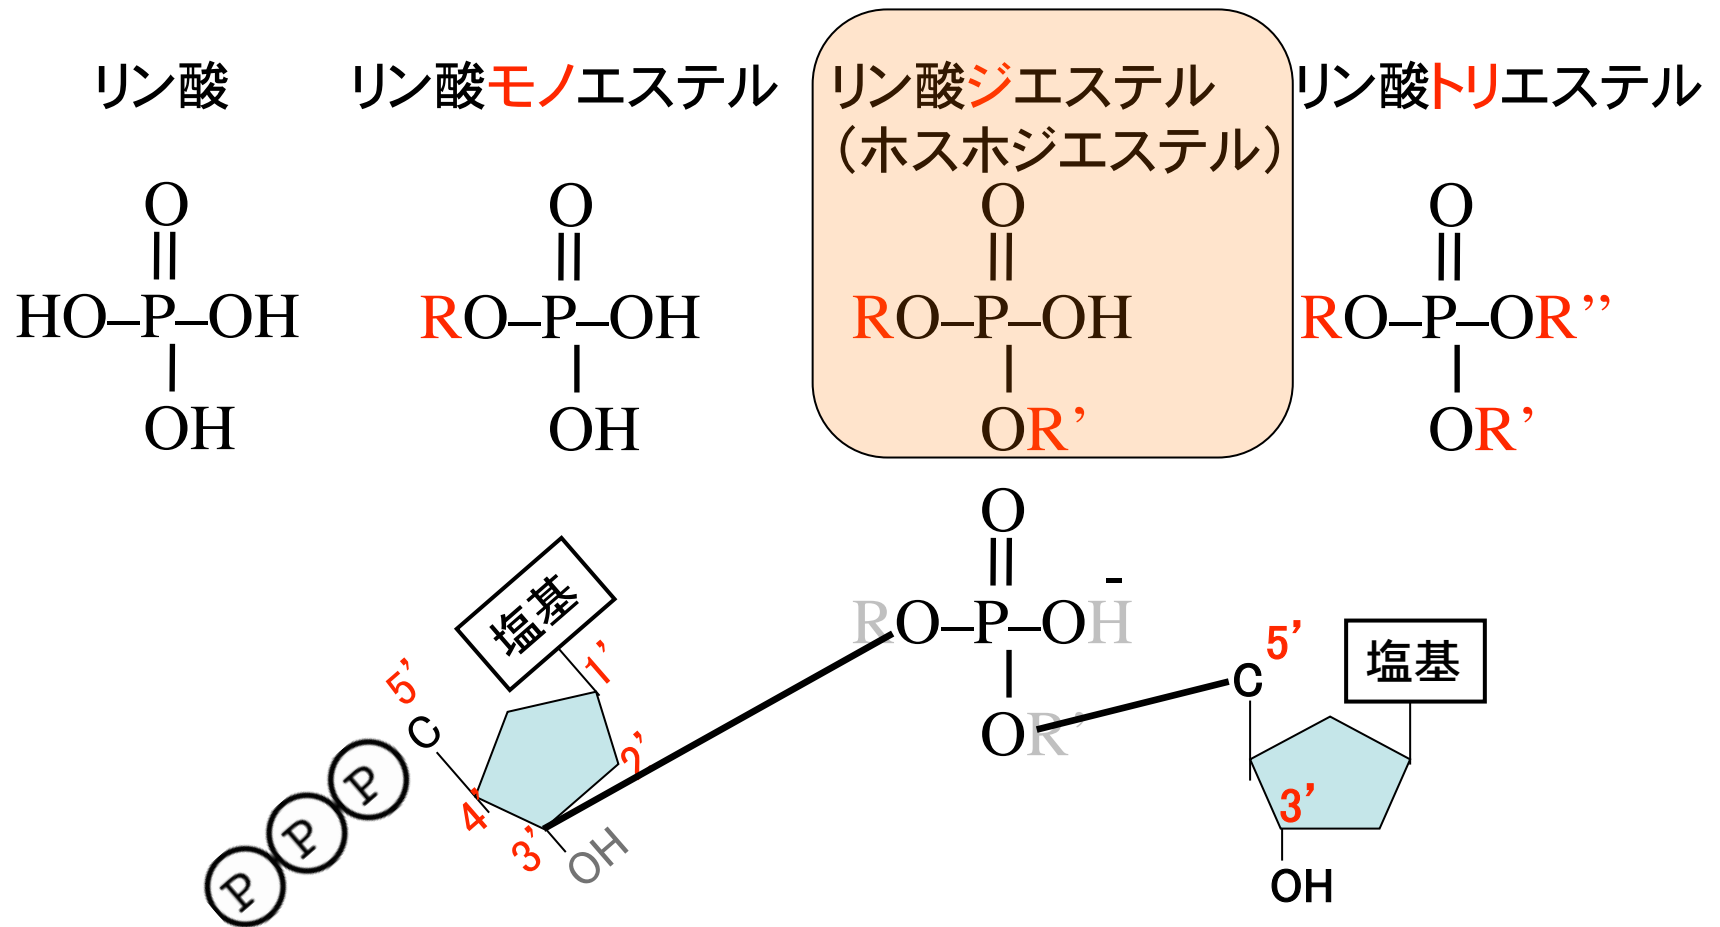 リン酸
リン酸モノエステル
リン酸ジエステル
（ホスホジエステル）
リン酸トリエステル
O
HO–P–OH
OH
O
RO–P–OH
OH
O
RO–P–OH
OR’
O
RO–P–OR’’
OR’
O
RO–P–OH
-
OR’
塩基
5’
1’
C
2’
4’
3’
OH
P
P
P
5’
C
塩基
3’
OH